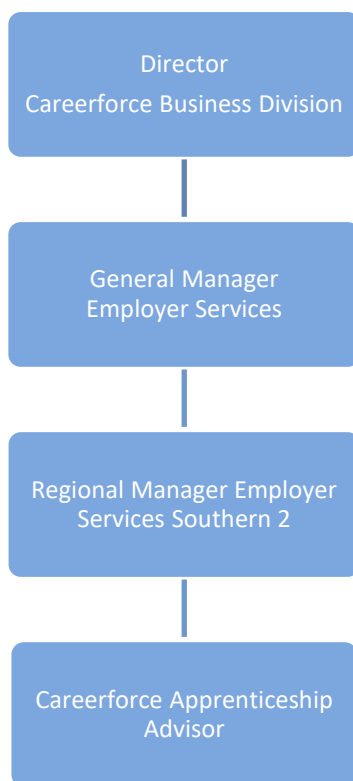 Director
Careerforce Business Division
General Manager
Employer Services
Regional Manager Employer
Services Southern 2
Careerforce Apprenticeship
Advisor